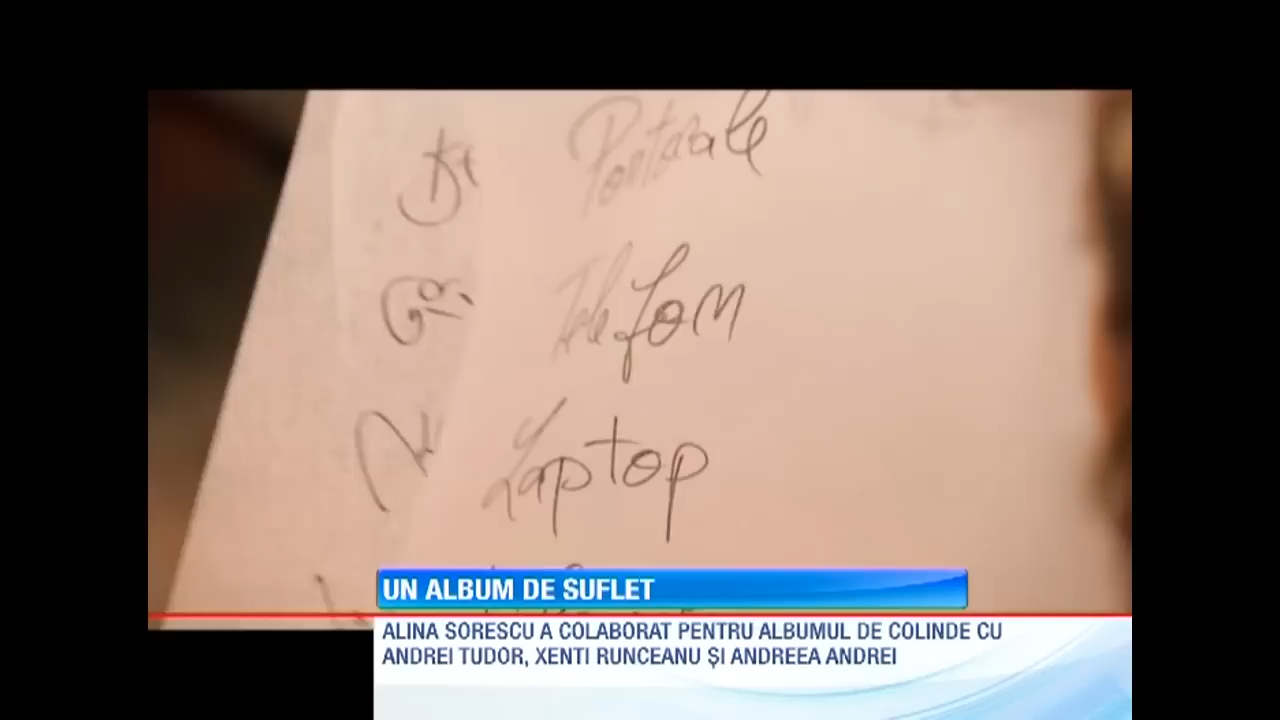 Portocale
Telefon
Laptop
UN ALBUM DE SUFLET
ALINA SORESCU A COLABORAT PENTRU ALBUMUL DE COLINDE CU
ANDREI TUDOR, XENTI RUNCEANU ȘI ANDREEA ANDREI